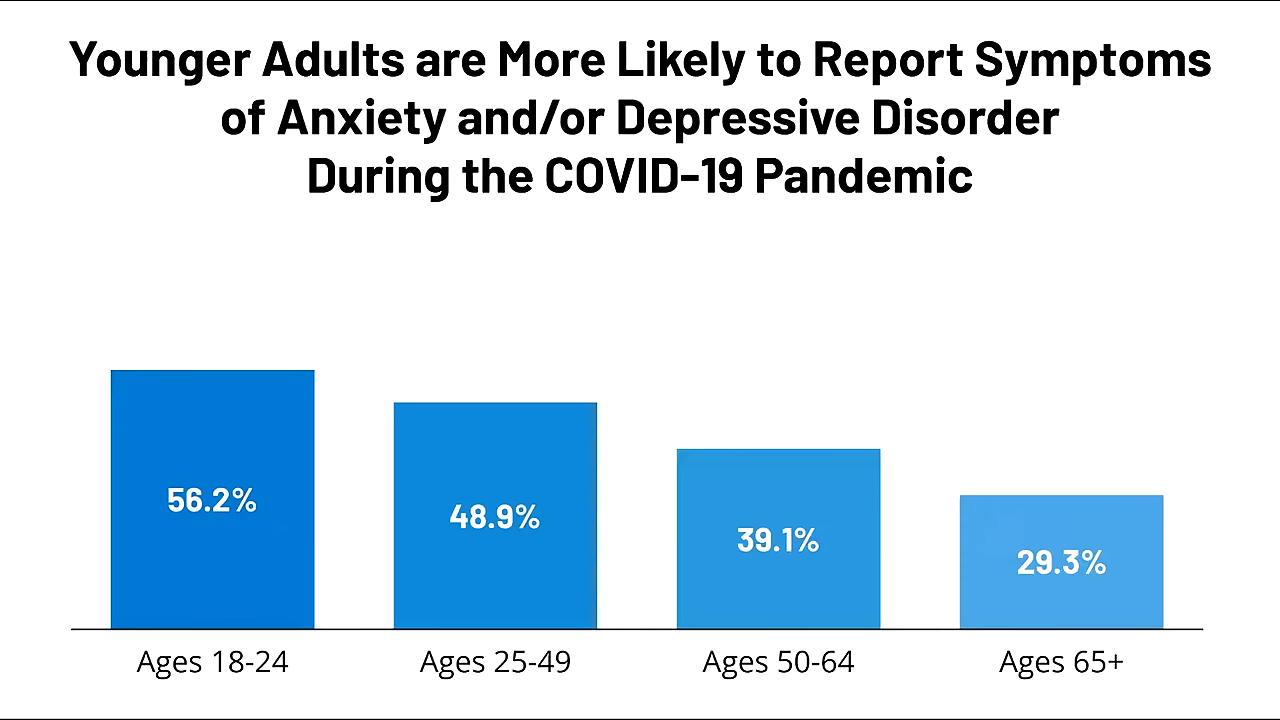 Younger Adults are More Likely to Report Symptoms
of Anxiety and/or Depressive Disorder
During the COVID-19 Pandemic
56.2%
48.9%
39.1%
29.3%
Ages 18-24
Ages 25-49
Ages 50-64
Ages 65+